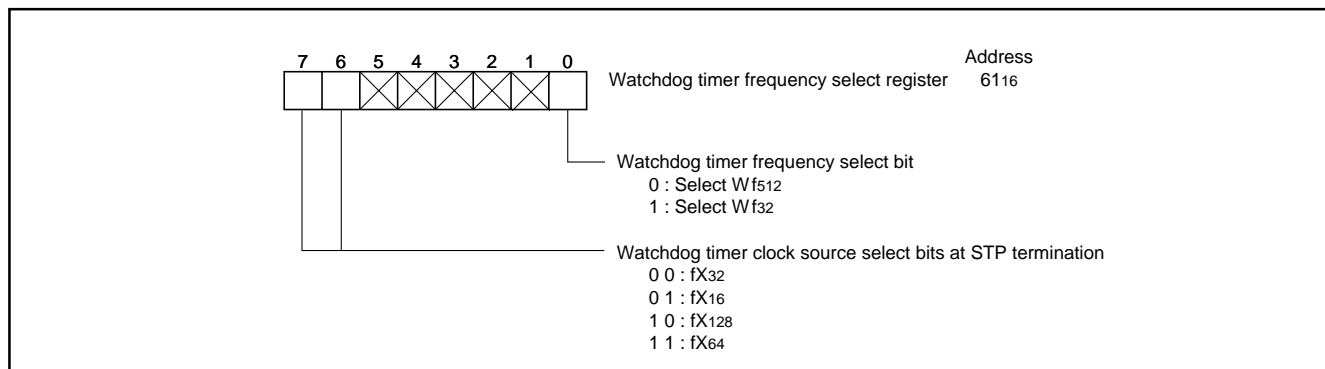 Address
7 6 5 4 3 2 1 0
Watchdog timer frequency select register 6116
Watchdog timer frequency select bit
0 : Select Wf512
1 : Select Wf32
Watchdog timer clock source select bits at STP termination
0 0 : fX32
0 1 : fX16
1 0 : fX128
1 1 : fX64